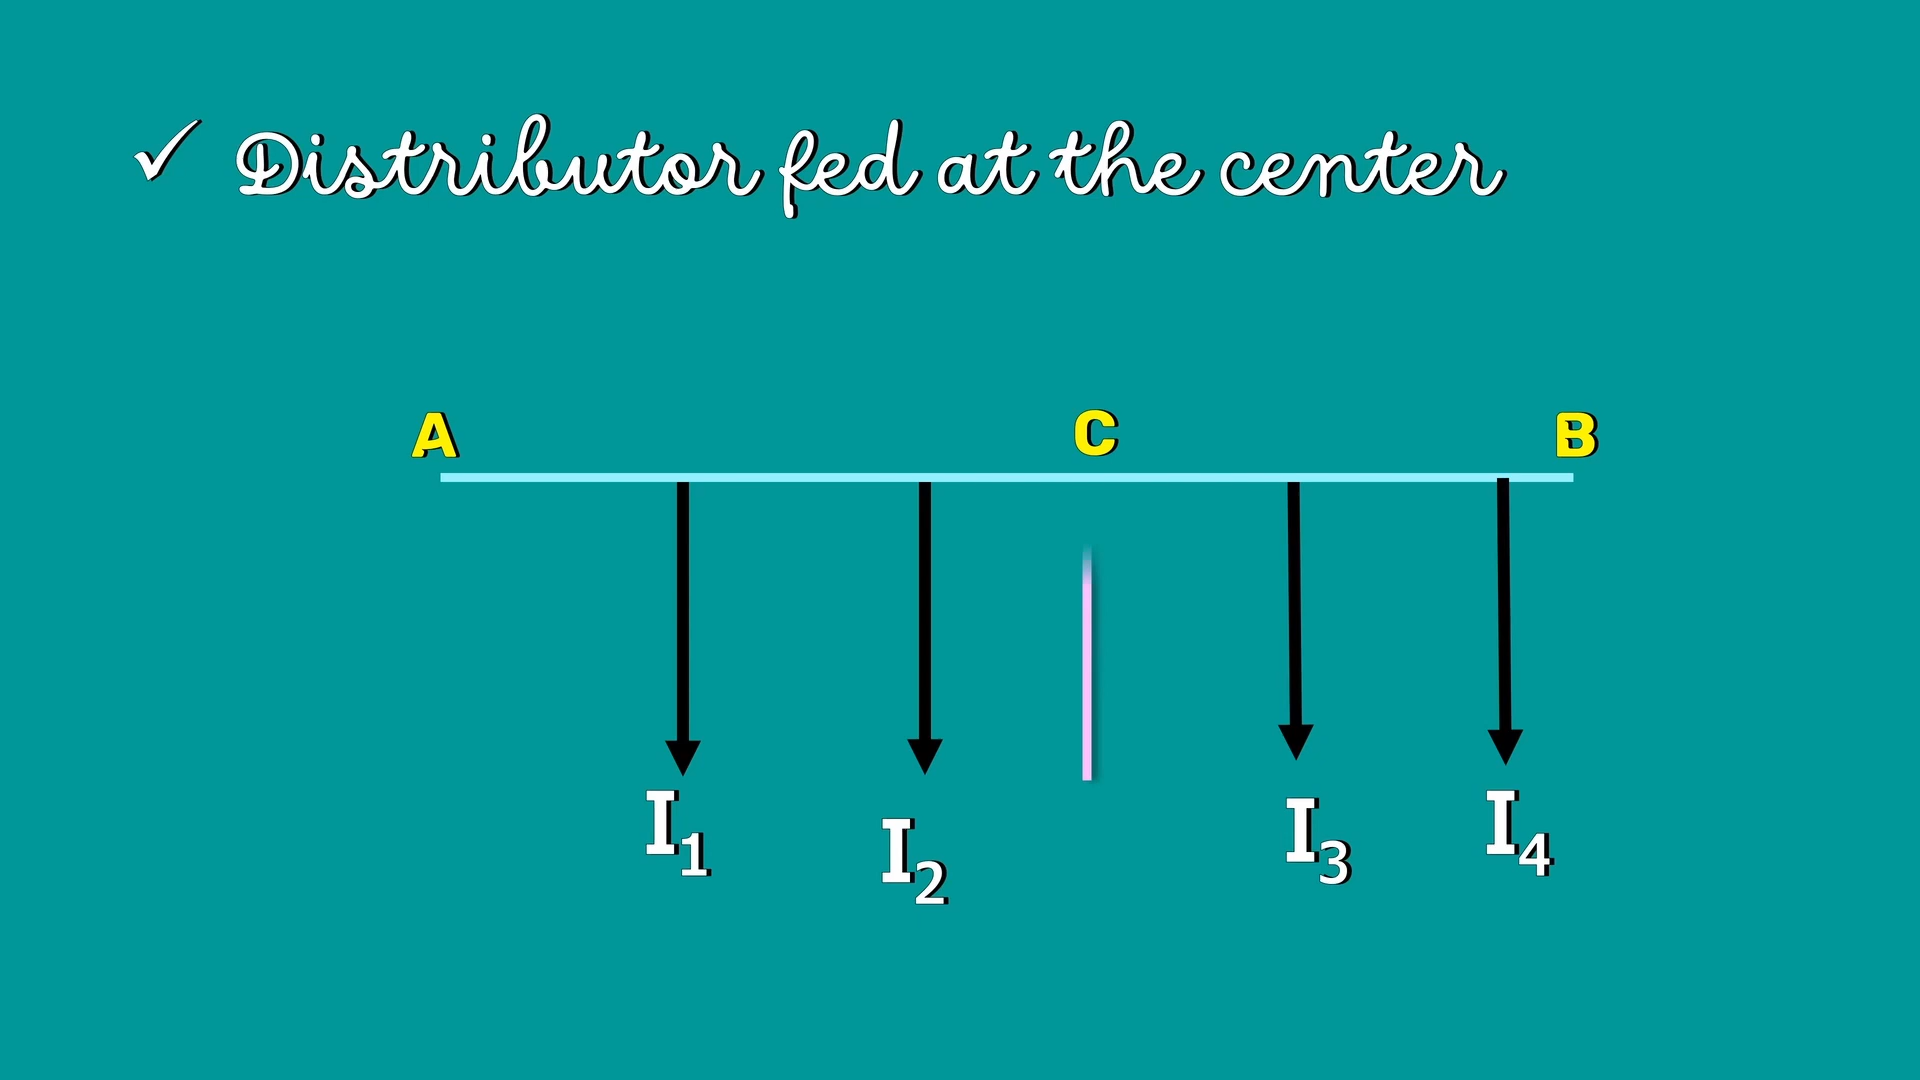 ✓ Distributor fed at the center
A C B
I₁ I₂ I₃ I₄